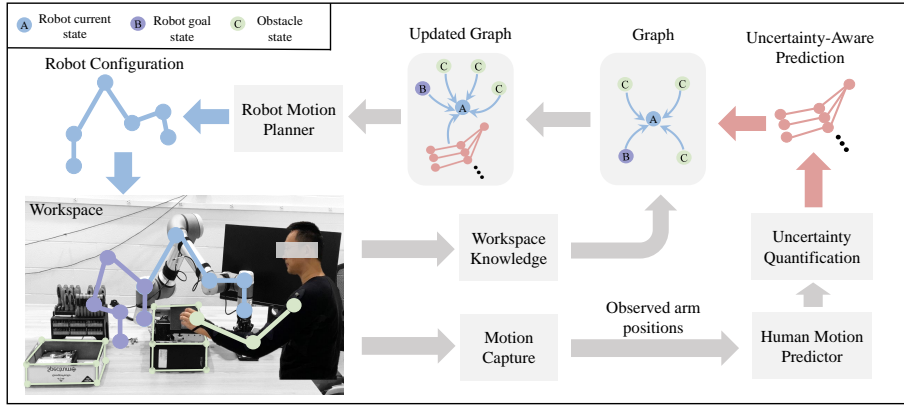 A Robot current state
B Robot goal state
C Obstacle state
Robot Configuration
Robot Motion
Planner
Updated Graph
C
C
C
B
A
C
Graph
C
C
A
B
C
Uncertainty-Aware
Prediction
Workspace
Workspace
Knowledge
Uncertainty
Quantification
Motion
Capture
Observed arm
positions
Human Motion
Predictor